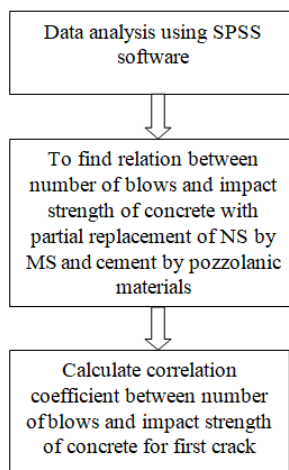 Data analysis using SPSS
software
To find relation between
number of blows and impact
strength of concrete with
partial replacement of NS by
MS and cement by pozzolanic
materials
Calculate correlation
coefficient between number
of blows and impact strength
of concrete for first crack